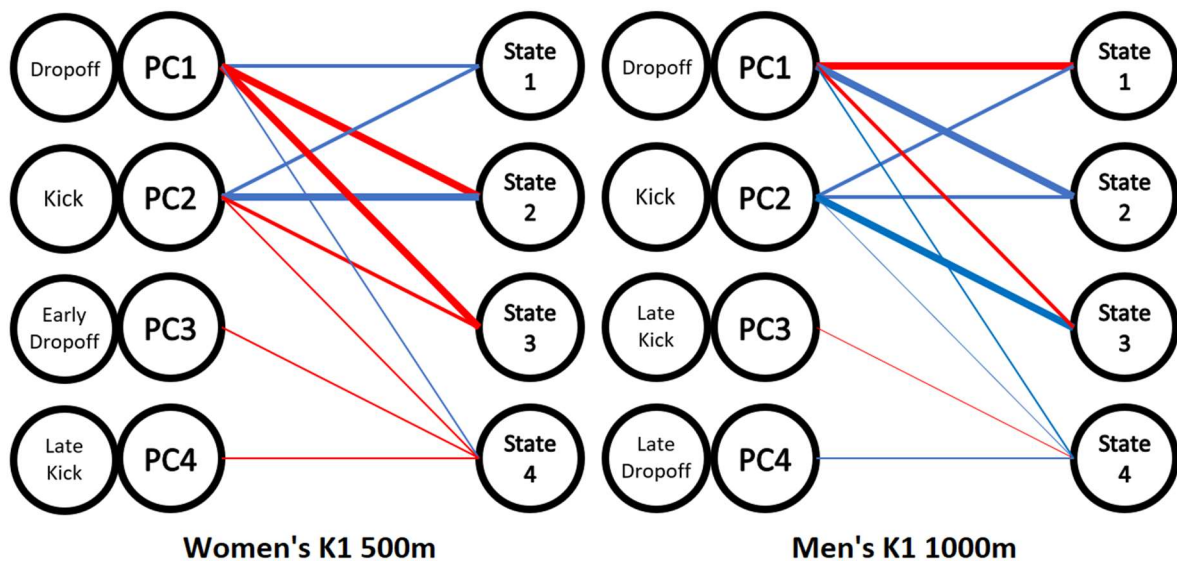 Dropoff
PC1
State
1
Kick
PC2
State
2
Early
Dropoff
PC3
State
3
Late
Kick
PC4
State
4
Women's K1 500m
Dropoff
PC1
State
1
Kick
PC2
State
2
Late
Kick
PC3
State
3
Late
Dropoff
PC4
State
4
Men's K1 1000m